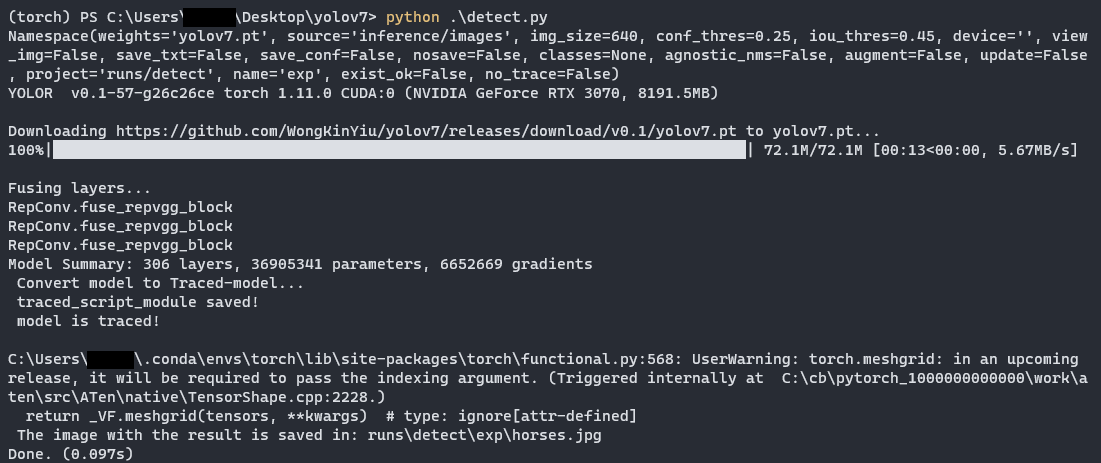 (torch) PS C:\Users\ \Desktop\yolov7> python .\detect.py
Namespace(weights='yolov7.pt', source='inference/images', img_size=640, conf_thres=0.25, iou_thres=0.45, device='', view
_img=False, save_txt=False, save_conf=False, nosave=False, classes=None, agnostic_nms=False, augment=False, update=False
, project='runs/detect', name='exp', exist_ok=False, no_trace=False)
YOLOR  v0.1-57-g26c26ce torch 1.11.0 CUDA:0 (NVIDIA GeForce RTX 3070, 8191.5MB)
Downloading https://github.com/WongKinYiu/yolov7/releases/download/v0.1/yolov7.pt to yolov7.pt...
100%| | 72.1M/72.1M [00:13<00:00, 5.67MB/s]
Fusing layers...
RepConv.fuse_repvgg_block
RepConv.fuse_repvgg_block
RepConv.fuse_repvgg_block
Model Summary: 306 layers, 36905341 parameters, 6652669 gradients
 Convert model to Traced-model...
 traced_script_module saved!
 model is traced!
C:\Users\ \.conda\envs\torch\lib\site-packages\torch\functional.py:568: UserWarning: torch.meshgrid: in an upcoming
release, it will be required to pass the indexing argument. (Triggered internally at  C:\cb\pytorch_1000000000000\work\a
ten\src\ATen\native\TensorShape.cpp:2228.)
  return _VF.meshgrid(tensors, **kwargs)  # type: ignore[attr-defined]
 The image with the result is saved in: runs\detect\exp\horses.jpg
Done. (0.097s)